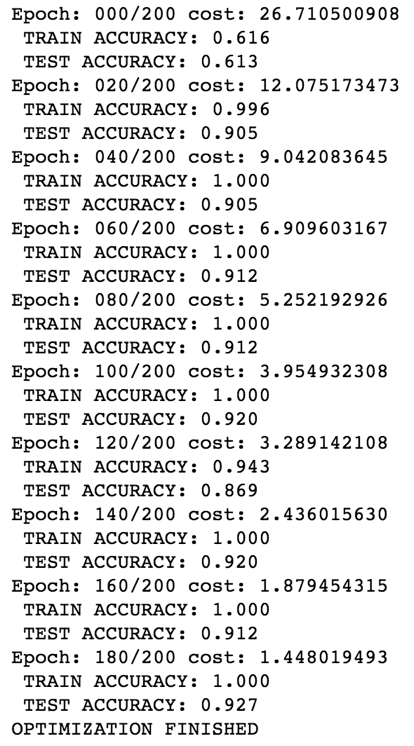 Epoch: 000/200 cost: 26.710500908
TRAIN ACCURACY: 0.616
TEST ACCURACY: 0.613
Epoch: 020/200 cost: 12.075173473
TRAIN ACCURACY: 0.996
TEST ACCURACY: 0.905
Epoch: 040/200 cost: 9.042083645
TRAIN ACCURACY: 1.000
TEST ACCURACY: 0.905
Epoch: 060/200 cost: 6.909603167
TRAIN ACCURACY: 1.000
TEST ACCURACY: 0.912
Epoch: 080/200 cost: 5.252192926
TRAIN ACCURACY: 1.000
TEST ACCURACY: 0.912
Epoch: 100/200 cost: 3.954932308
TRAIN ACCURACY: 1.000
TEST ACCURACY: 0.920
Epoch: 120/200 cost: 3.289142108
TRAIN ACCURACY: 0.943
TEST ACCURACY: 0.869
Epoch: 140/200 cost: 2.436015630
TRAIN ACCURACY: 1.000
TEST ACCURACY: 0.920
Epoch: 160/200 cost: 1.879454315
TRAIN ACCURACY: 1.000
TEST ACCURACY: 0.912
Epoch: 180/200 cost: 1.448019493
TRAIN ACCURACY: 1.000
TEST ACCURACY: 0.927
OPTIMIZATION FINISHED